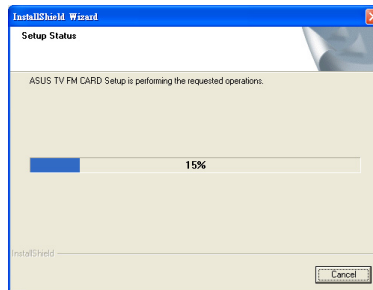 InstallShield Wizard
Setup Status
ASUS TV FM CARD Setup is performing the requested operations.
15%
InstallShield
Cancel